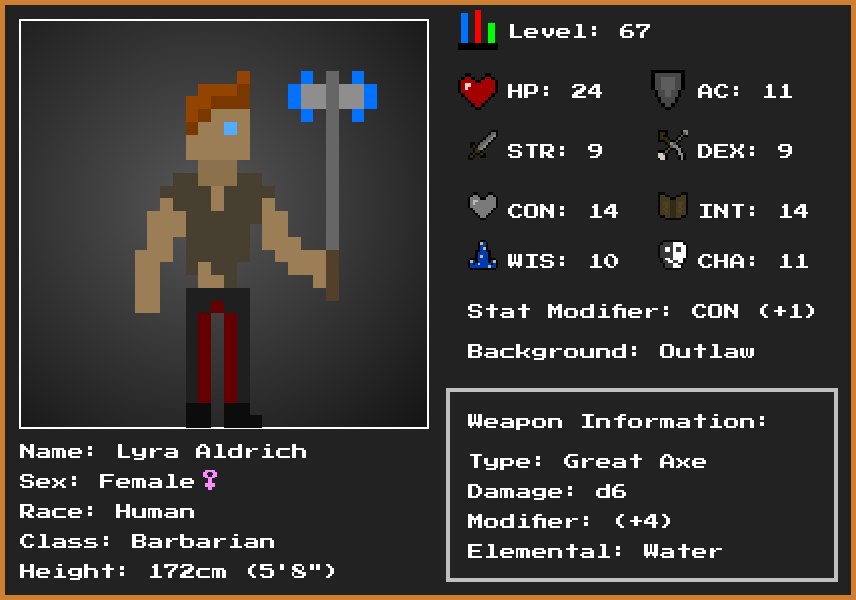 Level: 67
HP: 24
AC: 11
STR: 9
DEX: 9
CON: 14
INT: 14
WIS: 10
CHA: 11
Stat Modifier: CON (+1)
Background: Outlaw
Weapon Information:
Type: Great Axe
Damage: d6
Modifier: (+4)
Elemental: Water
Name: Lyra Aldrich
Sex: Female♀
Race: Human
Class: Barbarian
Height: 172cm (5'8")